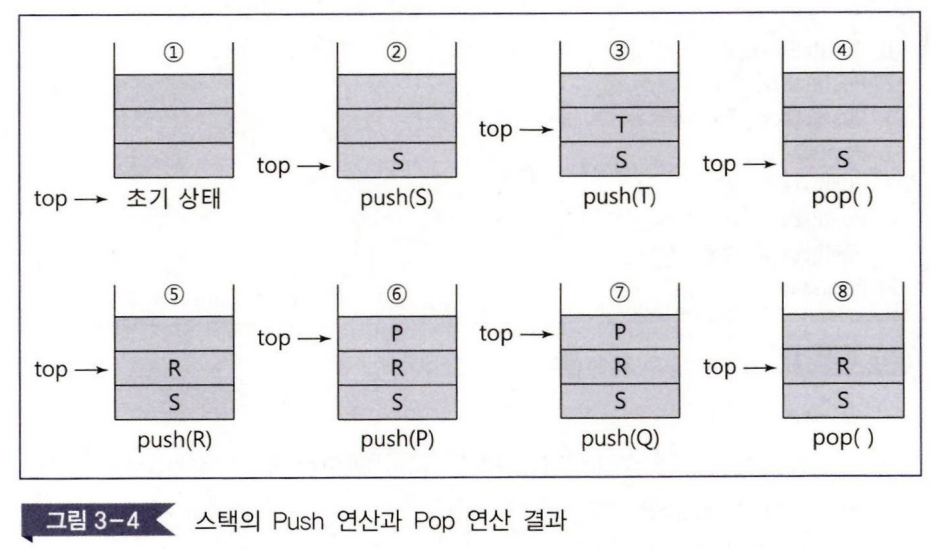 ① ② ③ ④
top → T
top → S S top → S
top → 초기 상태 push(S) push(T) pop( )
⑤ ⑥ ⑦ ⑧
top → P top → P
top → R R R top → R
S S S S
push(R) push(P) push(Q) pop( )
그림 3-4 스택의 Push 연산과 Pop 연산 결과